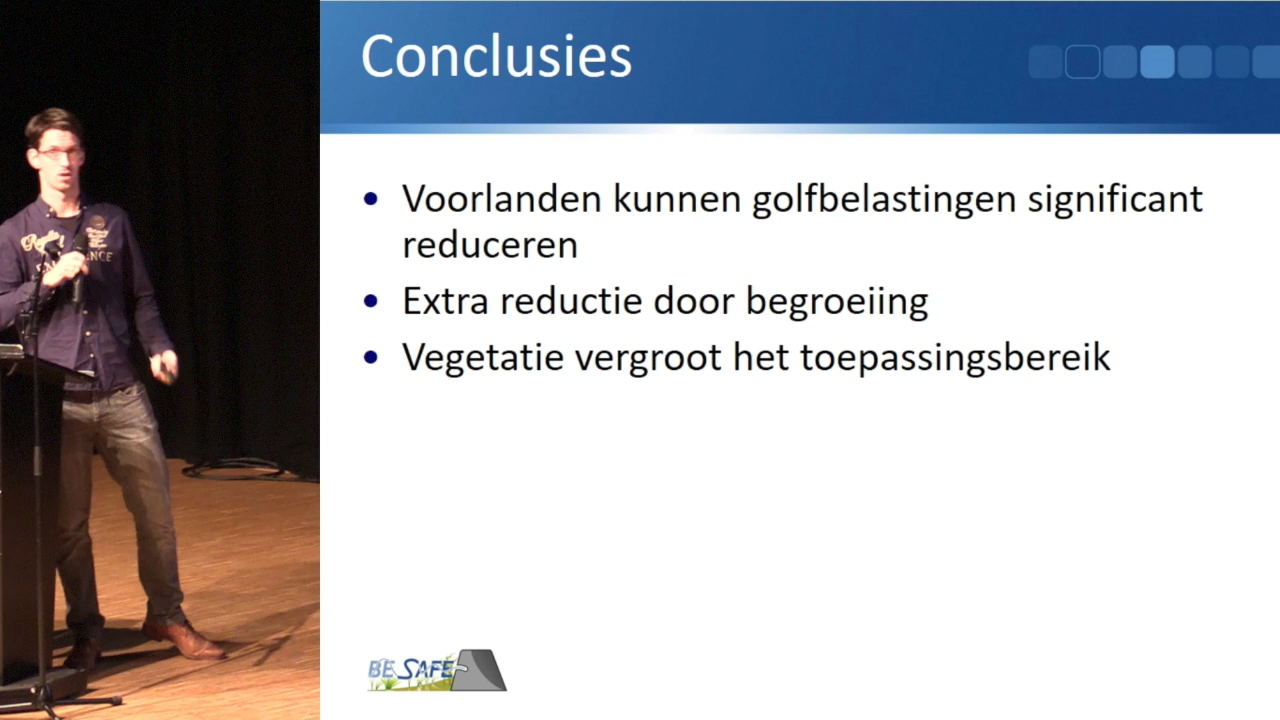 Conclusies
• Voorlanden kunnen golfbelastingen significant
reduceren
• Extra reductie door begroeiing
• Vegetatie vergroot het toepassingsbereik
BE SAFE